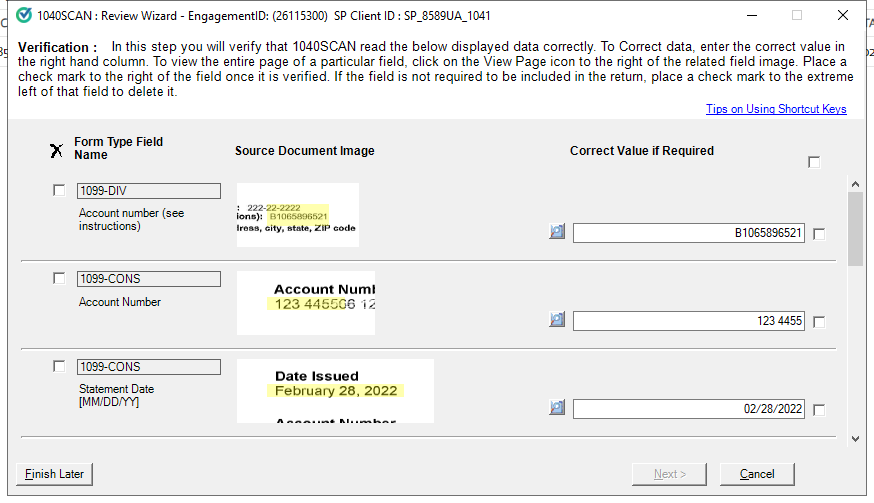 1040SCAN : Review Wizard - EngagementID: (26115300) SP Client ID : SP_8589UA_1041
Verification : In this step you will verify that 1040SCAN read the below displayed data correctly. To Correct data, enter the correct value in
the right hand column. To view the entire page of a particular field, click on the View Page icon to the right of the related field image. Place a
check mark to the right of the field once it is verified. If the field is not required to be included in the return, place a check mark to the extreme
left of that field to delete it.
Tips on Using Shortcut Keys
X Form Type Field
Name
Source Document Image
Correct Value if Required
1099-DIV
Account number (see
instructions)
: 222-22-2222
ions): B1065896521
dress, city, state, ZIP code
B1065896521
1099-CONS
Account Number
Account Numb
123 445566 12
123 4455
1099-CONS
Statement Date
[MM/DD/YY]
Date Issued
February 28, 2022
Account Number
02/28/2022
Finish Later
Next >
Cancel